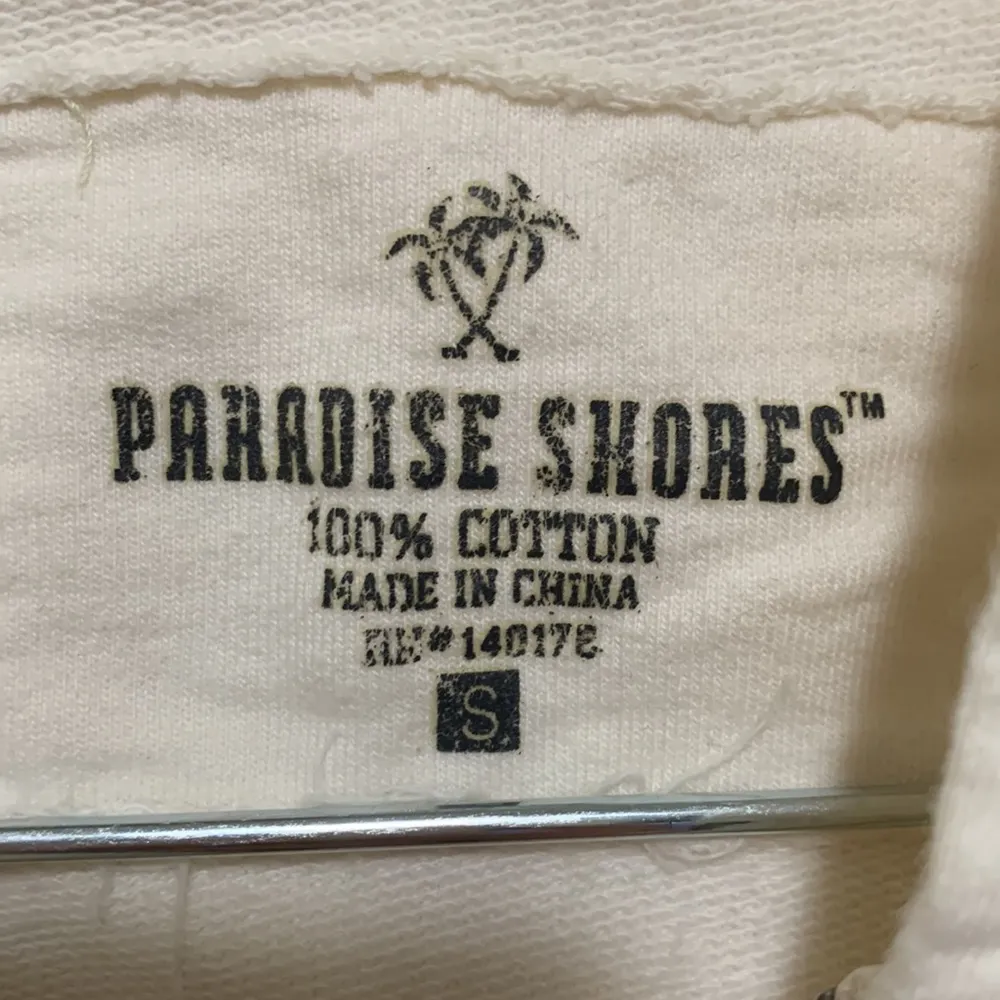 PARADISE SHORES™
100% COTTON
MADE IN CHINA
RN#140178
S